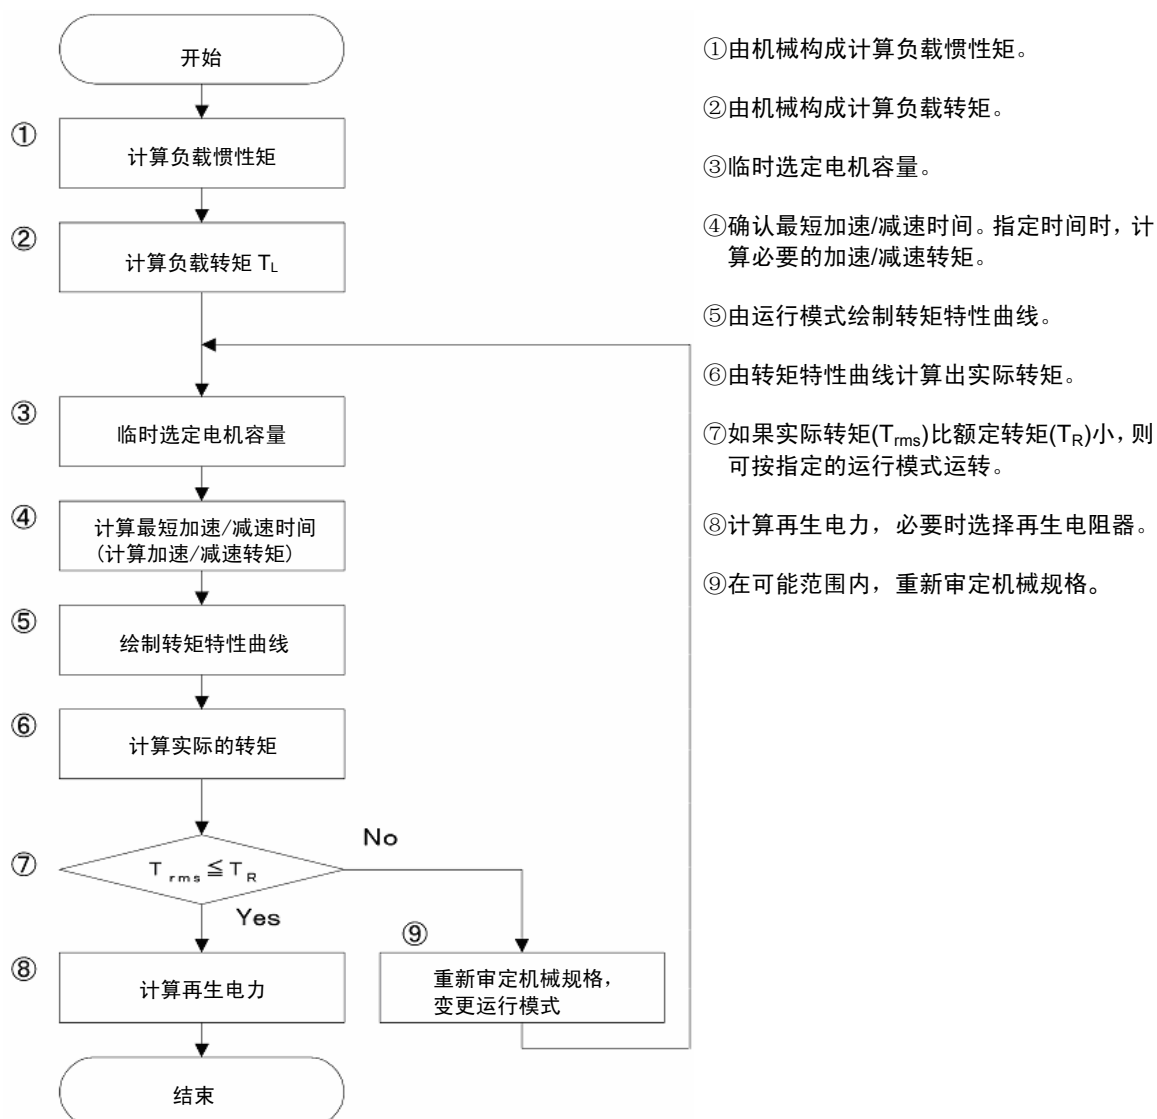 开始
①
计算负载惯性矩
②
计算负载转矩 TL
③
临时选定电机容量
④
计算最短加速/减速时间
(计算加速/减速转矩)
⑤
绘制转矩特性曲线
⑥
计算实际的转矩
⑦
Trms≦TR
No
Yes
⑧
计算再生电力
⑨
重新审定机械规格，
变更运行模式
结束
①由机械构成计算负载惯性矩。
②由机械构成计算负载转矩。
③临时选定电机容量。
④确认最短加速/减速时间。指定时间时，计
算必要的加速/减速转矩。
⑤由运行模式绘制转矩特性曲线。
⑥由转矩特性曲线计算出实际转矩。
⑦如果实际转矩(Trms)比额定转矩(TR)小，则
可按指定的运行模式运转。
⑧计算再生电力，必要时选择再生电阻器。
⑨在可能范围内，重新审定机械规格。